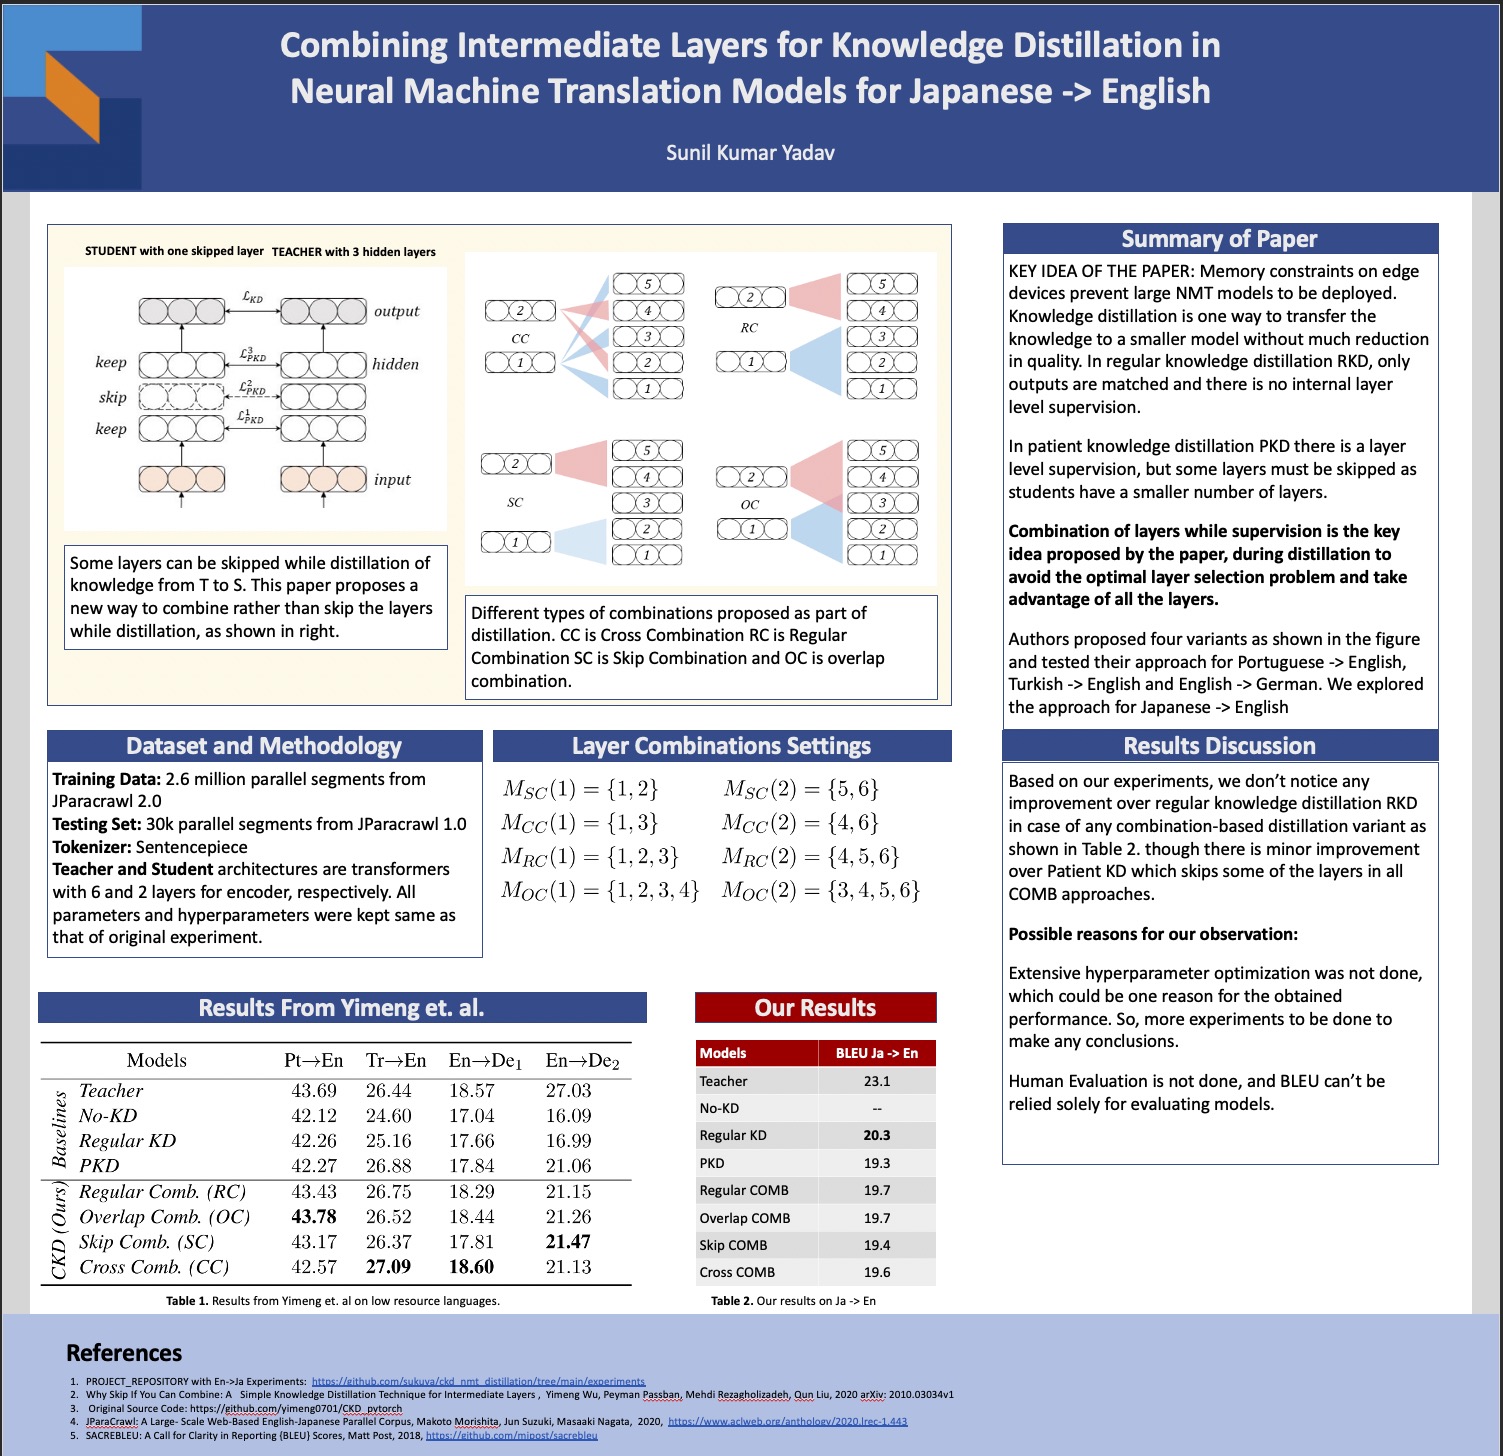 Combining Intermediate Layers for Knowledge Distillation in
Neural Machine Translation Models for Japanese -> English
Sunil Kumar Yadav
STUDENT with one skipped layer TEACHER with 3 hidden layers
ℒKD
output
keep
ℒ³PKD
hidden
skip
ℒ²PKD
keep
ℒ¹PKD
input
Some layers can be skipped while distillation of
knowledge from T to S. This paper proposes a
new way to combine rather than skip the layers
while distillation, as shown in right.
5
2
4
CC
3
1
2
1
5
2
4
RC
3
1
2
1
5
2
4
SC
3
2
1
1
5
2
4
OC
3
1
2
1
Different types of combinations proposed as part of
distillation. CC is Cross Combination RC is Regular
Combination SC is Skip Combination and OC is overlap
combination.
Summary of Paper
KEY IDEA OF THE PAPER: Memory constraints on edge
devices prevent large NMT models to be deployed.
Knowledge distillation is one way to transfer the
knowledge to a smaller model without much reduction
in quality. In regular knowledge distillation RKD, only
outputs are matched and there is no internal layer
level supervision.
In patient knowledge distillation PKD there is a layer
level supervision, but some layers must be skipped as
students have a smaller number of layers.
Combination of layers while supervision is the key
idea proposed by the paper, during distillation to
avoid the optimal layer selection problem and take
advantage of all the layers.
Authors proposed four variants as shown in the figure
and tested their approach for Portuguese -> English,
Turkish -> English and English -> German. We explored
the approach for Japanese -> English
Dataset and Methodology
Training Data: 2.6 million parallel segments from
JParacrawl 2.0
Testing Set: 30k parallel segments from JParacrawl 1.0
Tokenizer: Sentencepiece
Teacher and Student architectures are transformers
with 6 and 2 layers for encoder, respectively. All
parameters and hyperparameters were kept same as
that of original experiment.
Layer Combinations Settings
M_SC(1) = {1, 2} M_SC(2) = {5, 6}
M_CC(1) = {1, 3} M_CC(2) = {4, 6}
M_RC(1) = {1, 2, 3} M_RC(2) = {4, 5, 6}
M_OC(1) = {1, 2, 3, 4} M_OC(2) = {3, 4, 5, 6}
Results Discussion
Based on our experiments, we don't notice any
improvement over regular knowledge distillation RKD
in case of any combination-based distillation variant as
shown in Table 2. though there is minor improvement
over Patient KD which skips some of the layers in all
COMB approaches.
Possible reasons for our observation:
Extensive hyperparameter optimization was not done,
which could be one reason for the obtained
performance. So, more experiments to be done to
make any conclusions.
Human Evaluation is not done, and BLEU can't be
relied solely for evaluating models.
Results From Yimeng et. al.
Models Pt→En Tr→En En→De1 En→De2
Baselines
Teacher 43.69 26.44 18.57 27.03
No-KD 42.12 24.60 17.04 16.09
Regular KD 42.26 25.16 17.66 16.99
PKD 42.27 26.88 17.84 21.06
CKD (Ours)
Regular Comb. (RC) 43.43 26.75 18.29 21.15
Overlap Comb. (OC) 43.78 26.52 18.44 21.26
Skip Comb. (SC) 43.17 26.37 17.81 21.47
Cross Comb. (CC) 42.57 27.09 18.60 21.13
Table 1. Results from Yimeng et. al on low resource languages.
Our Results
Models BLEU Ja -> En
Teacher 23.1
No-KD --
Regular KD 20.3
PKD 19.3
Regular COMB 19.7
Overlap COMB 19.7
Skip COMB 19.4
Cross COMB 19.6
Table 2. Our results on Ja -> En
References
1. PROJECT_REPOSITORY with En->Ja Experiments: https://github.com/sukuya/ckd_nmt_distillation/tree/main/experiments
2. Why Skip If You Can Combine: A Simple Knowledge Distillation Technique for Intermediate Layers , Yimeng Wu, Peyman Passban, Mehdi Rezagholizadeh, Qun Liu, 2020 arXiv: 2010.03034v1
3. Original Source Code: https://github.com/yimeng0701/CKD_pytorch
4. JParaCrawl: A Large- Scale Web-Based English-Japanese Parallel Corpus, Makoto Morishita, Jun Suzuki, Masaaki Nagata, 2020, https://www.aclweb.org/anthology/2020.lrec-1.443
5. SACREBLEU: A Call for Clarity in Reporting {BLEU} Scores, Matt Post, 2018, https://github.com/mjpost/sacrebleu